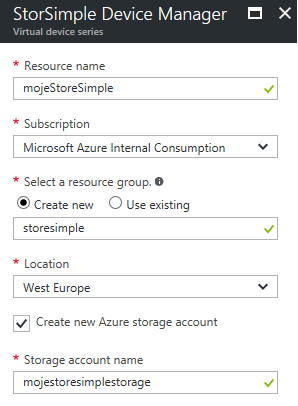 StorSimple Device Manager
Virtual device series
* Resource name
mojeStoreSimple
* Subscription
Microsoft Azure Internal Consumption
* Select a resource group.
Create new Use existing
storesimple
* Location
West Europe
Create new Azure storage account
* Storage account name
mojestoresimplestorage